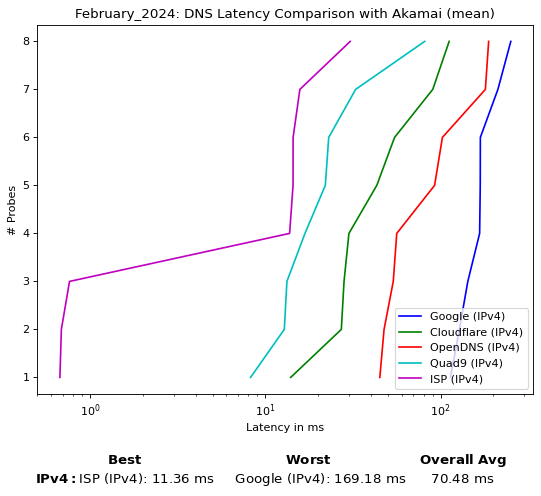 February_2024: DNS Latency Comparison with Akamai (mean)
8
7
6
5
4
3
2
1
# Probes
Google (IPv4)
Cloudflare (IPv4)
OpenDNS (IPv4)
Quad9 (IPv4)
ISP (IPv4)
10⁰ 10¹ 10²
Latency in ms
Best Worst Overall Avg
IPv4: ISP (IPv4): 11.36 ms Google (IPv4): 169.18 ms 70.48 ms